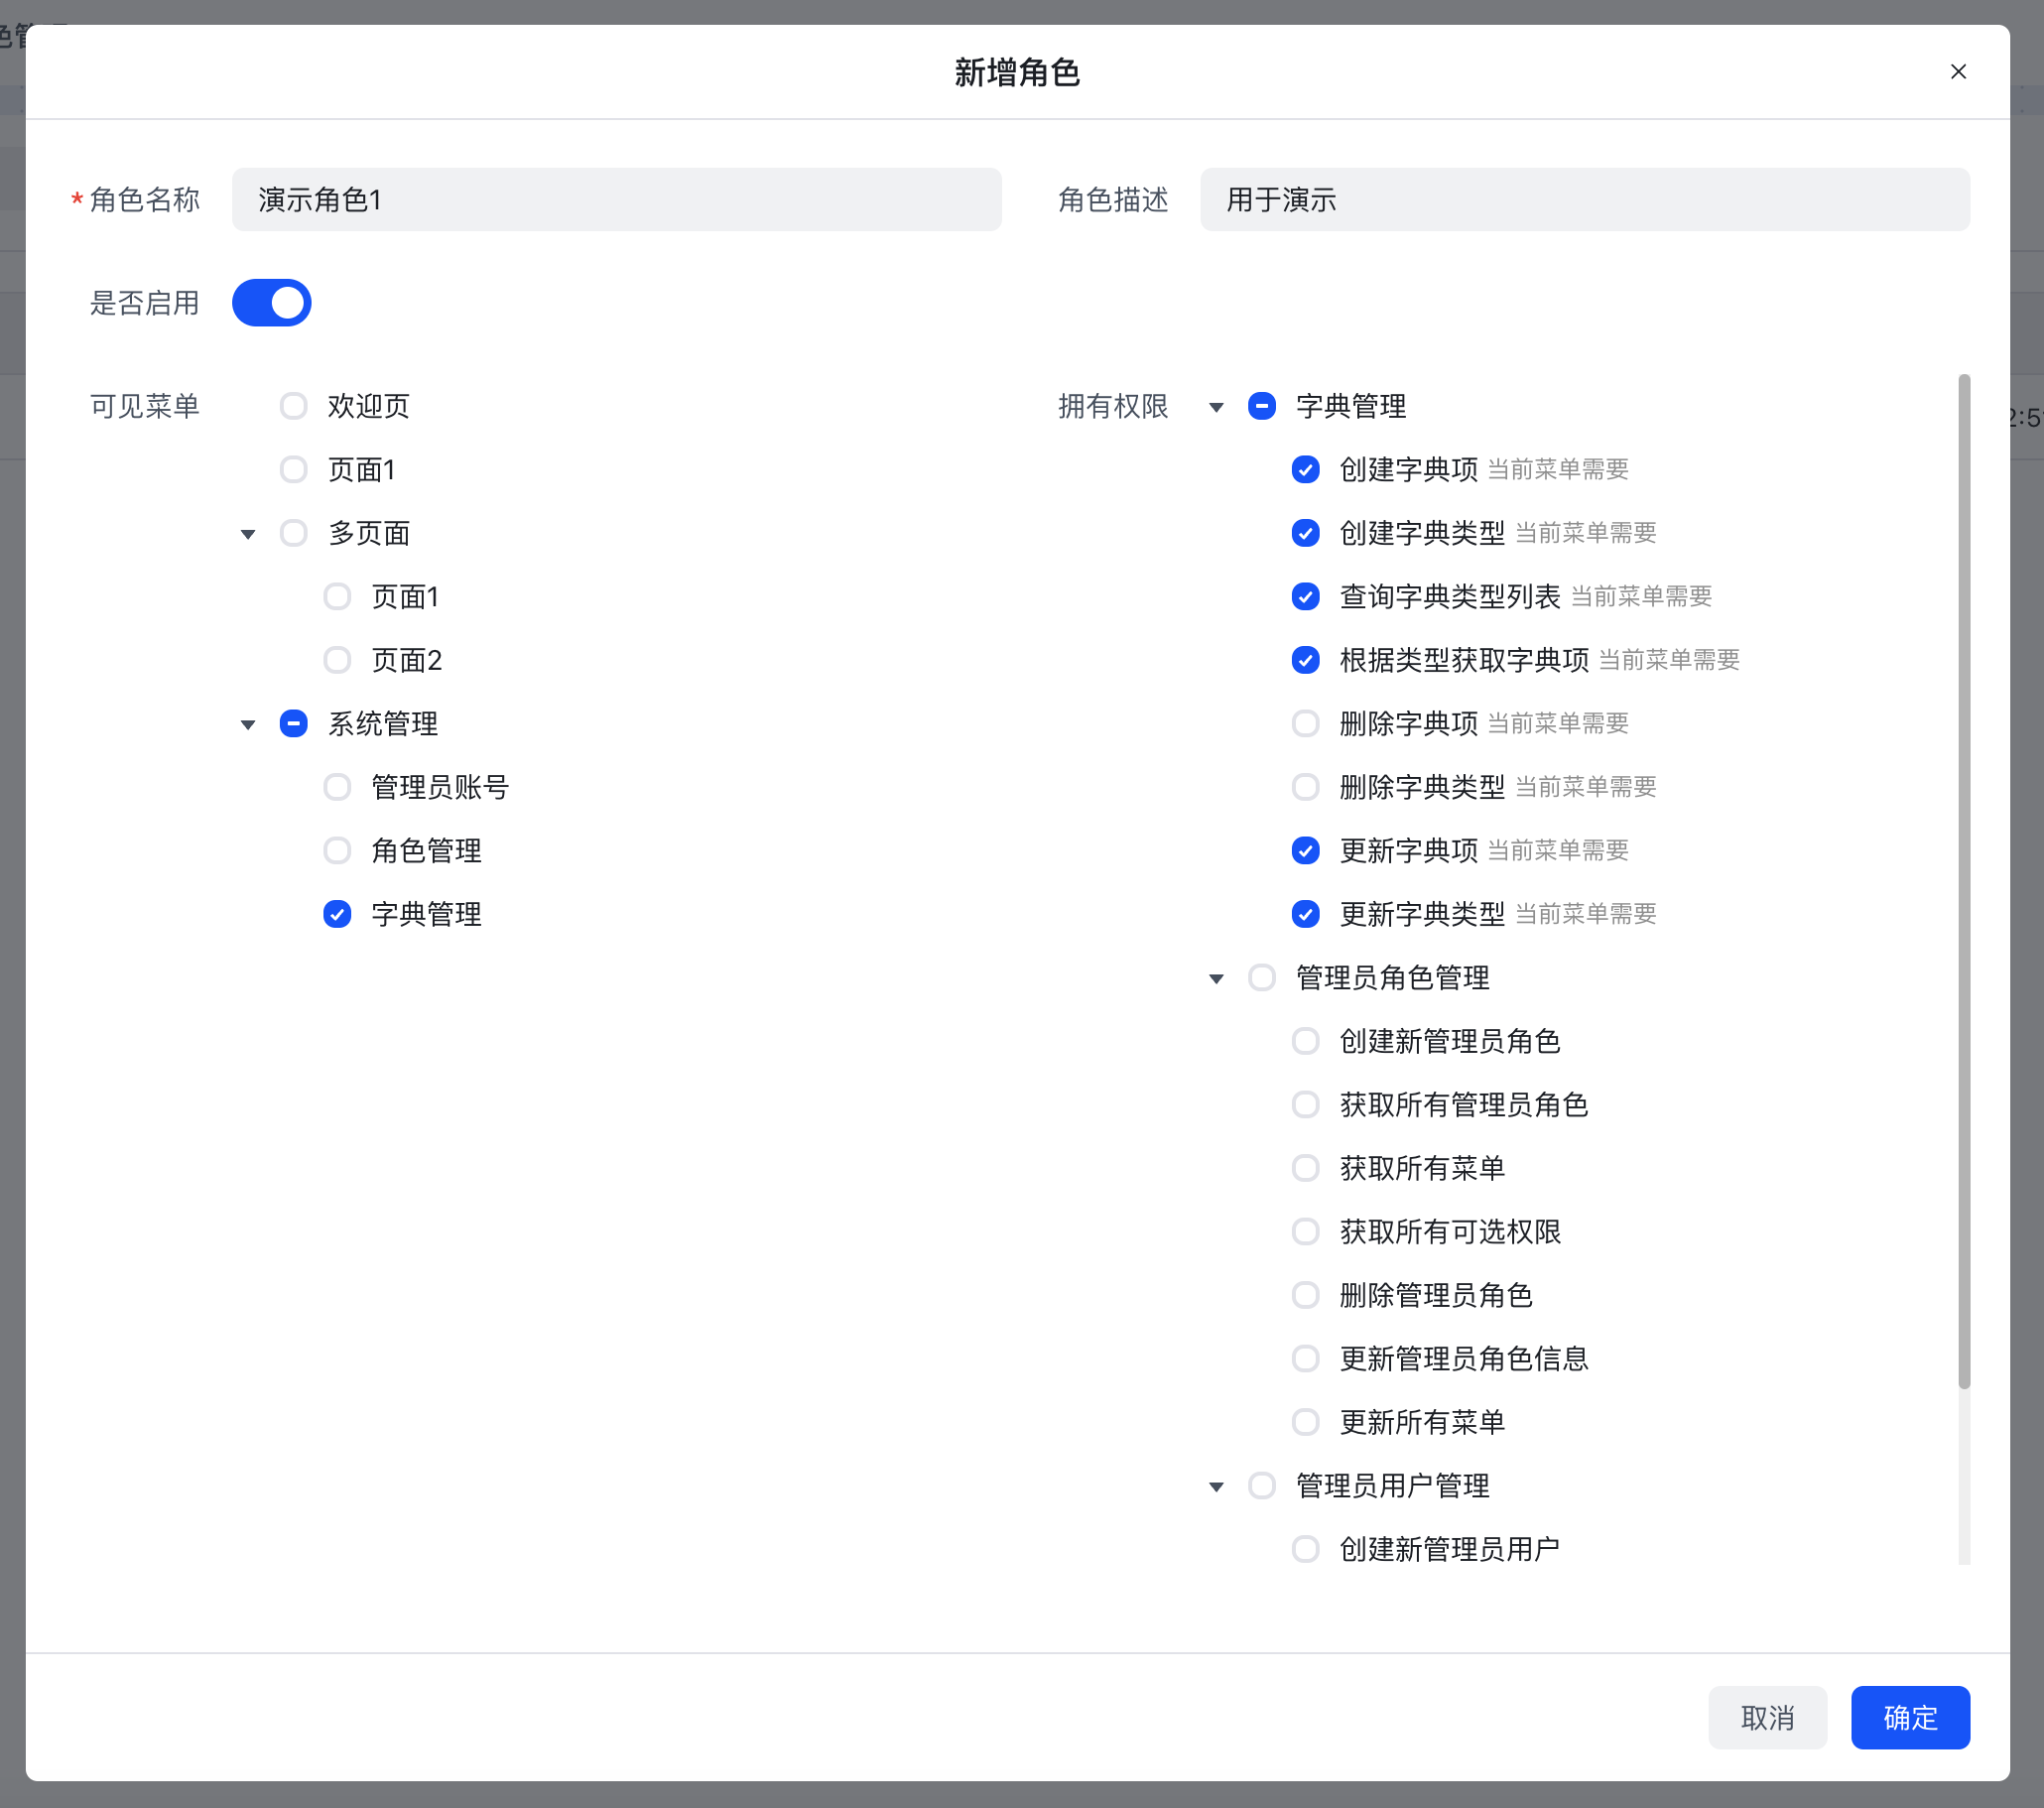 新增角色
* 角色名称 演示角色1
角色描述 用于演示
是否启用
可见菜单
欢迎页
页面1
多页面
页面1
页面2
系统管理
管理员账号
角色管理
字典管理
拥有权限
字典管理
创建字典项 当前菜单需要
创建字典类型 当前菜单需要
查询字典类型列表 当前菜单需要
根据类型获取字典项 当前菜单需要
删除字典项 当前菜单需要
删除字典类型 当前菜单需要
更新字典项 当前菜单需要
更新字典类型 当前菜单需要
管理员角色管理
创建新管理员角色
获取所有管理员角色
获取所有菜单
获取所有可选权限
删除管理员角色
更新管理员角色信息
更新所有菜单
管理员用户管理
创建新管理员用户
取消 确定